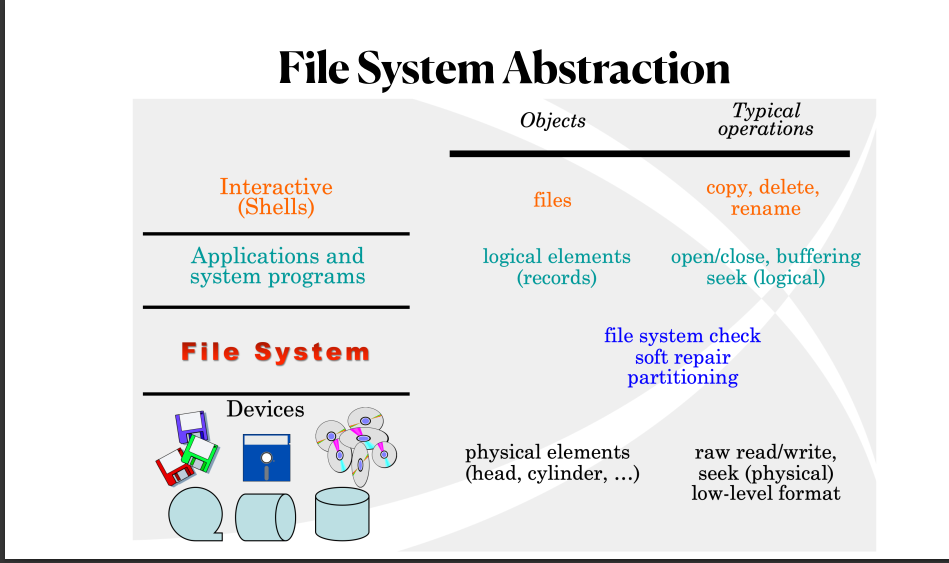 File System Abstraction
Objects
Typical
operations
Interactive
(Shells)
files
copy, delete,
rename
Applications and
system programs
logical elements
(records)
open/close, buffering
seek (logical)
File System
file system check
soft repair
partitioning
Devices
physical elements
(head, cylinder, …)
raw read/write,
seek (physical)
low-level format